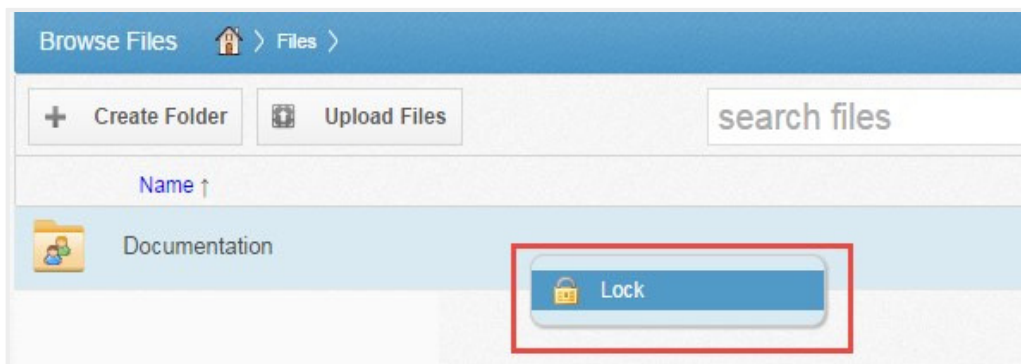 Browse Files 〉 Files 〉
+ Create Folder Upload Files search files
Name ↑
Documentation
Lock